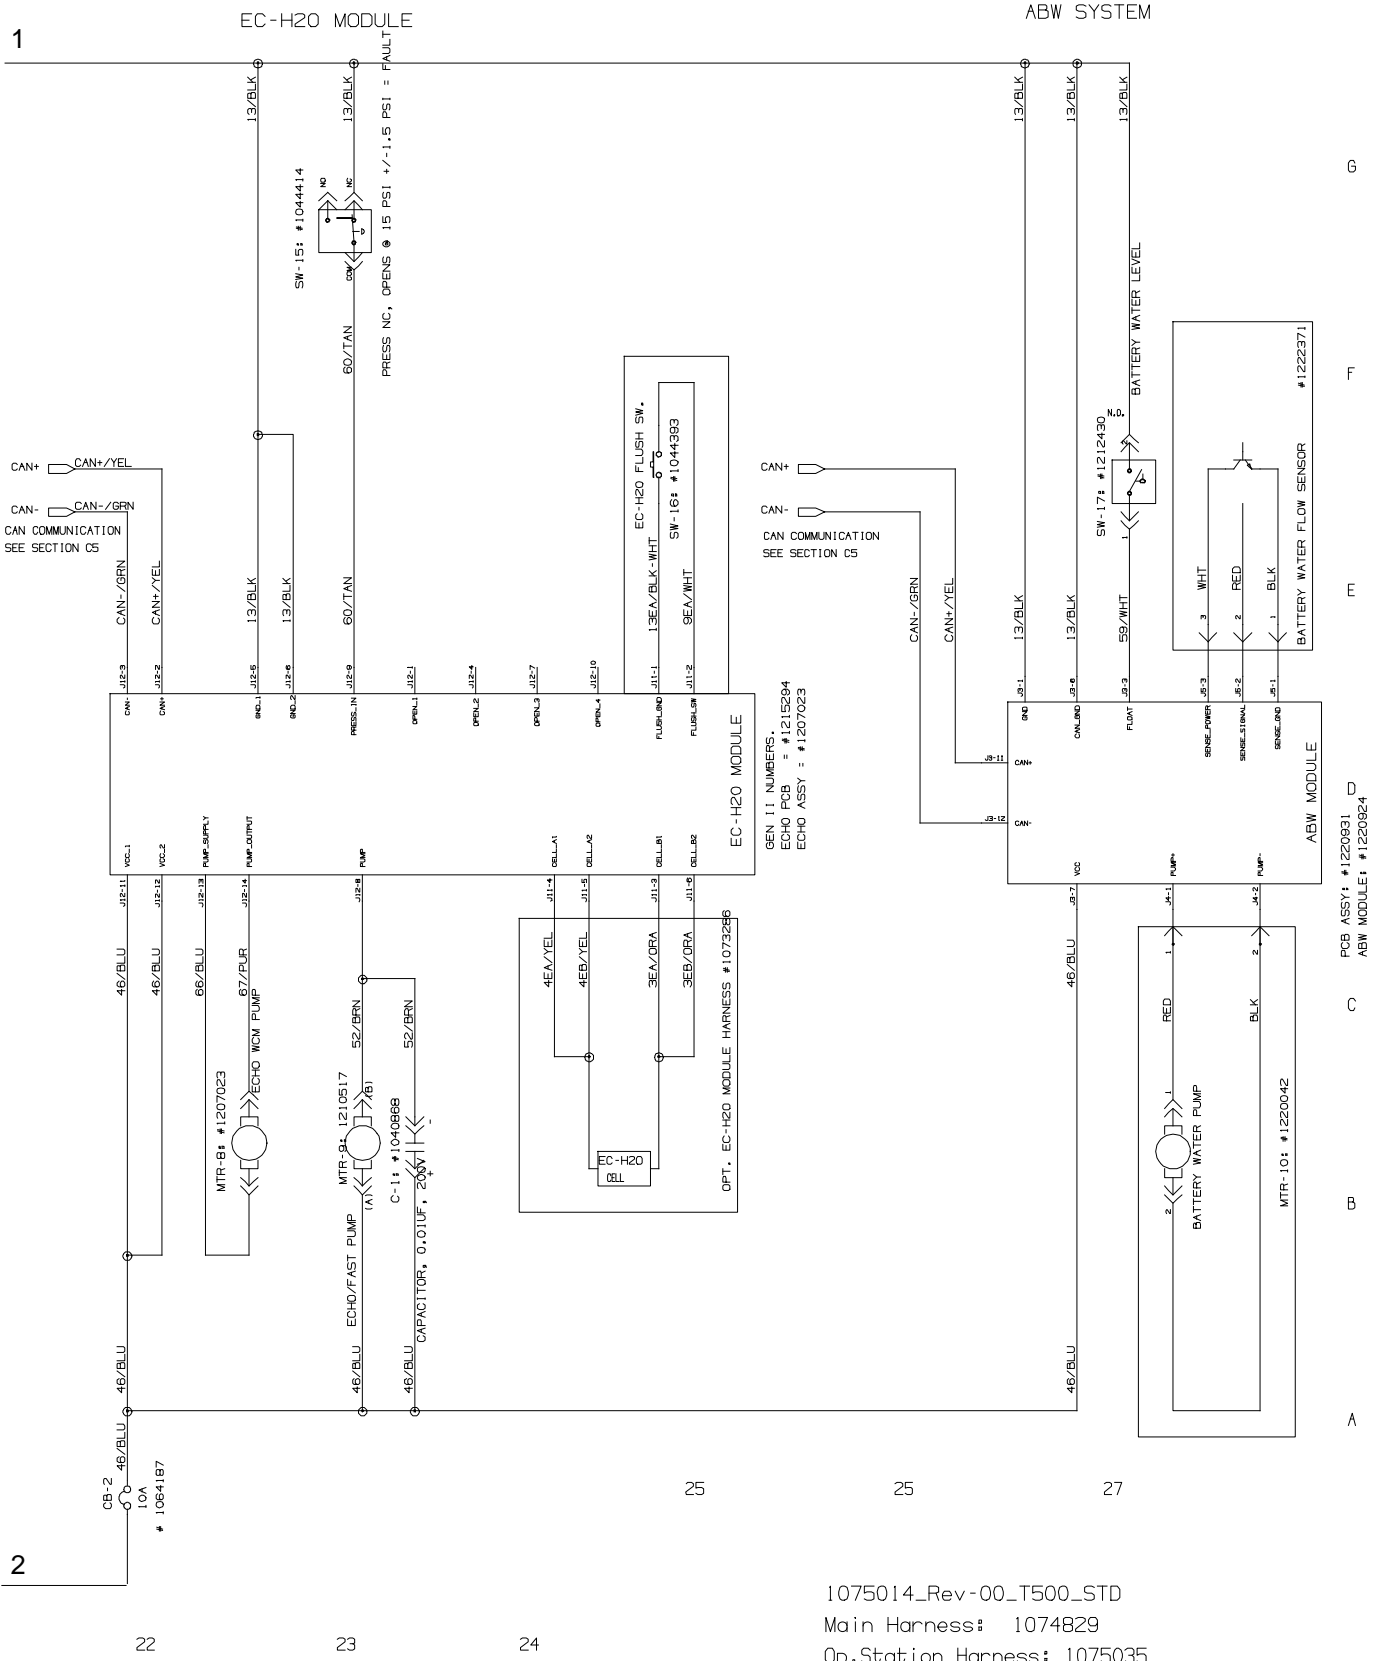 EC-H2O MODULE
ABW SYSTEM
1
13/BLK
13/BLK
13/BLK
13/BLK
13/BLK
PRESS NC, OPENS @ 15 PSI +/-1.5 PSI = FAULT
G
SW-15: #1044414
NO
NC
COM
60/TAN
BATTERY WATER LEVEL
#1222371
F
EC-H2O FLUSH SW.
SW-16: #1044393
N.O.
SW-17: #1212430
2
1
BATTERY WATER FLOW SENSOR
CAN+
CAN+/YEL
CAN-
CAN-/GRN
CAN COMMUNICATION
SEE SECTION C5
CAN+
CAN-
CAN COMMUNICATION
SEE SECTION C5
CAN-/GRN
CAN+/YEL
13/BLK
13/BLK
60/TAN
13EA/BLK-WHT
9EA/WHT
CAN-/GRN
CAN+/YEL
13/BLK
13/BLK
59/WHT
WHT
RED
BLK
3
2
1
E
J12-3
J12-2
J12-5
J12-6
J12-9
J12-1
J12-4
J12-7
J12-10
J11-1
J11-2
J3-1
J3-6
J3-3
J5-3
J5-2
J5-1
CAN-
CAN+
GND_1
GND_2
PRESS_IN
OPEN_1
OPEN_2
OPEN_3
OPEN_4
FLUSH_GND
FLUSH_SW
GND
CAN_GND
FLOAT
SENSE_POWER
SENSE_SIGNAL
SENSE_GND
EC-H2O MODULE
GEN II NUMBERS.
ECHO PCB = #1215294
ECHO ASSY = #1207023
J3-11
CAN+
J3-12
CAN-
ABW MODULE
D
PCB ASSY: #1220931
ABW MODULE: #1220924
VCC_1
VCC_2
PUMP_SUPPLY
PUMP_OUTPUT
PUMP
CELL_A1
CELL_A2
CELL_B1
CELL_B2
VCC
PUMP+
PUMP-
J12-11
J12-12
J12-13
J12-14
J12-8
J11-4
J11-5
J11-3
J11-6
J3-7
J4-1
J4-2
46/BLU
46/BLU
66/BLU
67/PUR
4EA/YEL
4EB/YEL
3EA/ORA
3EB/ORA
46/BLU
1
2
RED
BLK
C
52/BRN
52/BRN
ECHO WCM PUMP
MTR-8: #1207023
MTR-9: 1210517
(B)
(A)
C-1: #1040868
-
+
CAPACITOR, 0.01UF, 200V
ECHO/FAST PUMP
EC-H2O
CELL
OPT. EC-H2O MODULE HARNESS #1073286
1
2
BATTERY WATER PUMP
MTR-10: #1220042
B
46/BLU
46/BLU
46/BLU
46/BLU
A
46/BLU
CB-2
10A
# 1064187
25
25
27
2
22
23
24
1075014_Rev-00_T500_STD
Main Harness: 1074829
Op.Station Harness: 1075035